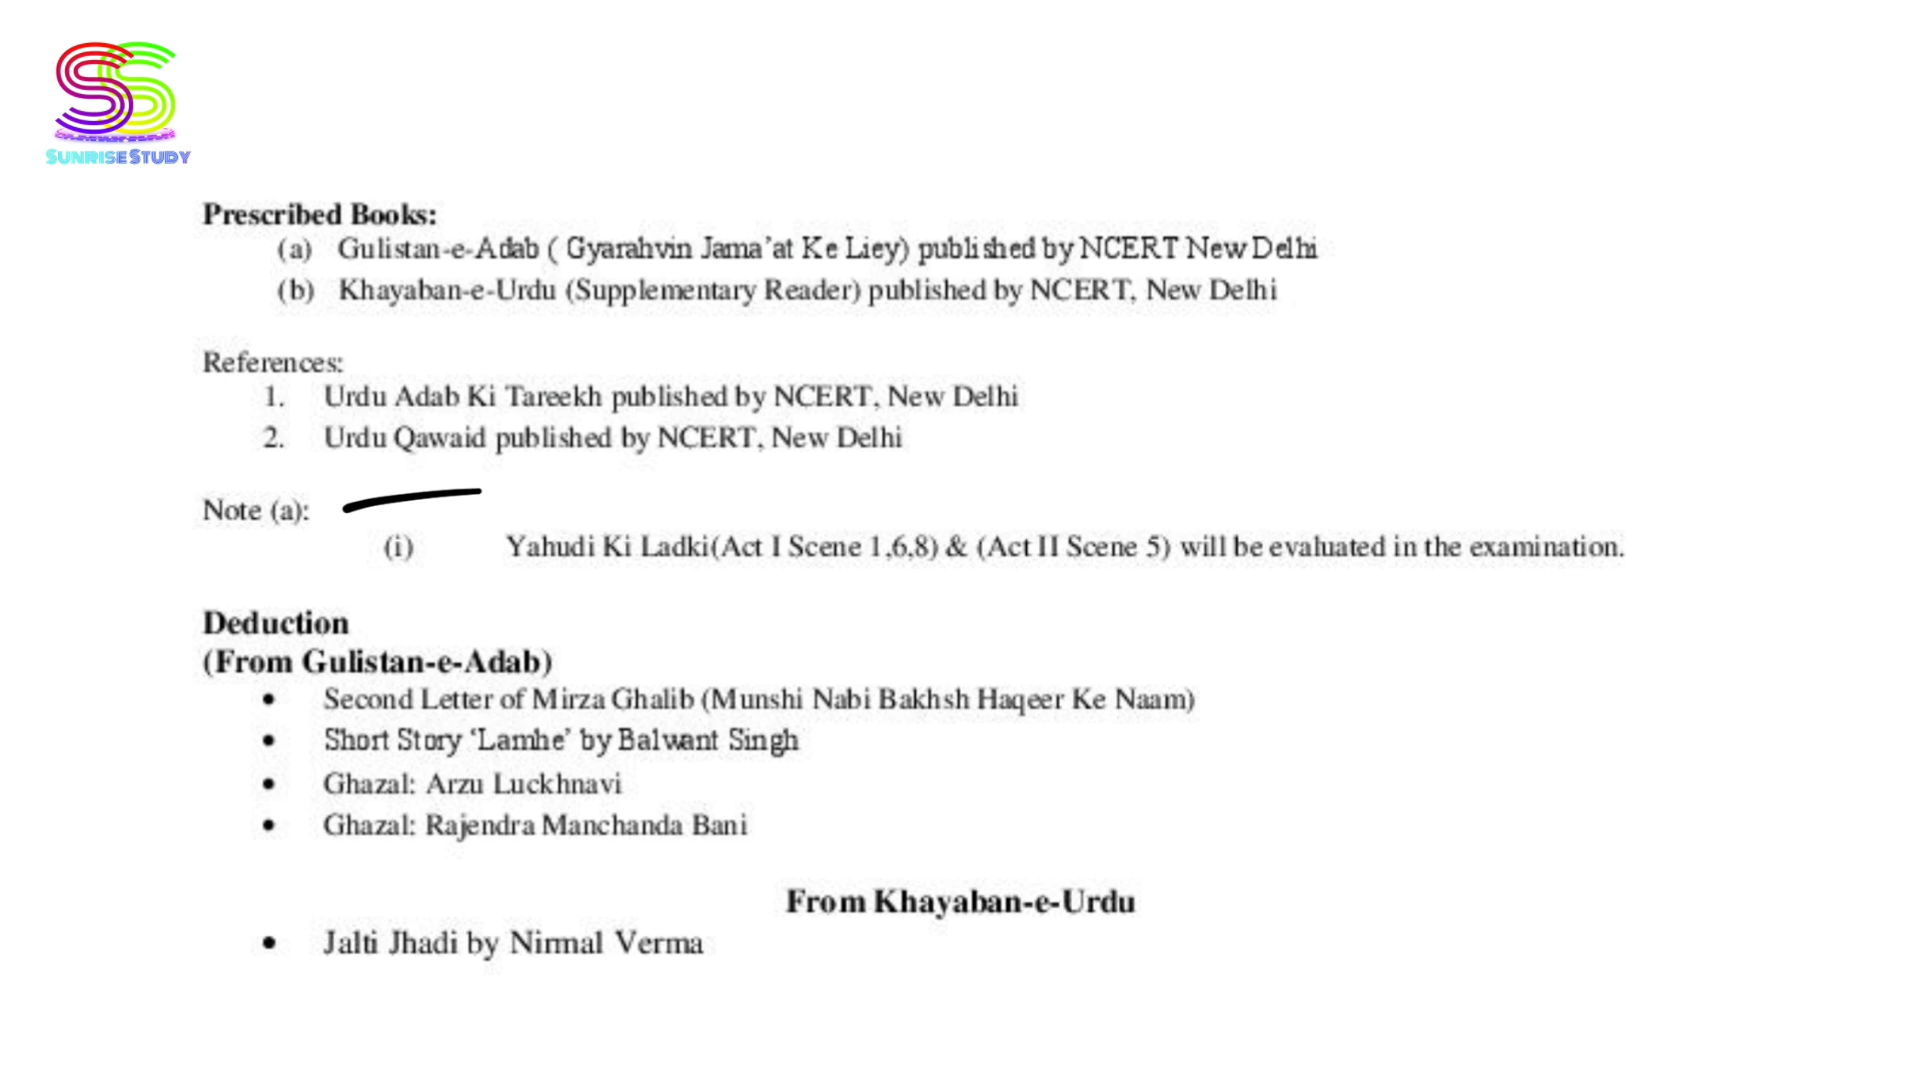 SS
SUNRISESTUDY
Prescribed Books:
(a) Gulistan-e-Adab ( Gyarahvin Jama’at Ke Liey) published by NCERT New Delhi
(b) Khayaban-e-Urdu (Supplementary Reader) published by NCERT, New Delhi
References:
1. Urdu Adab Ki Tareekh published by NCERT, New Delhi
2. Urdu Qawaid published by NCERT, New Delhi
Note (a):
(i) Yahudi Ki Ladki(Act I Scene 1,6,8) & (Act II Scene 5) will be evaluated in the examination.
Deduction
(From Gulistan-e-Adab)
• Second Letter of Mirza Ghalib (Munshi Nabi Bakhsh Haqeer Ke Naam)
• Short Story ‘Lamhe’ by Balwant Singh
• Ghazal: Arzu Luckhnavi
• Ghazal: Rajendra Manchanda Bani
From Khayaban-e-Urdu
• Jalti Jhadi by Nirmal Verma